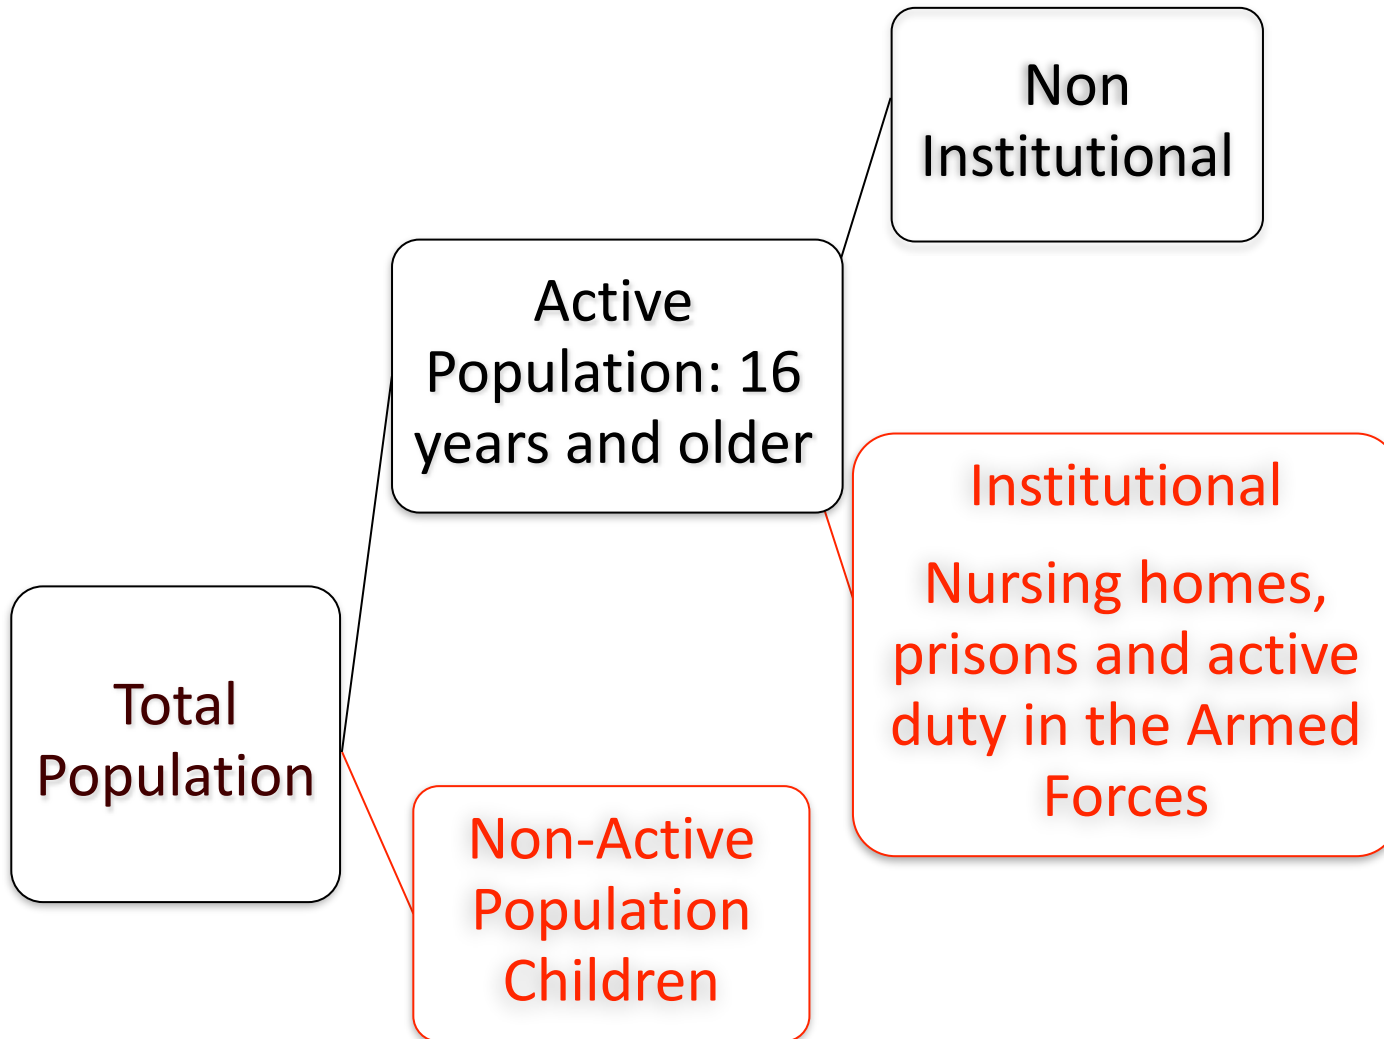 Non
Institutional
Active
Population: 16
years and older
Institutional
Nursing homes,
prisons and active
duty in the Armed
Forces
Total
Population
Non-Active
Population
Children